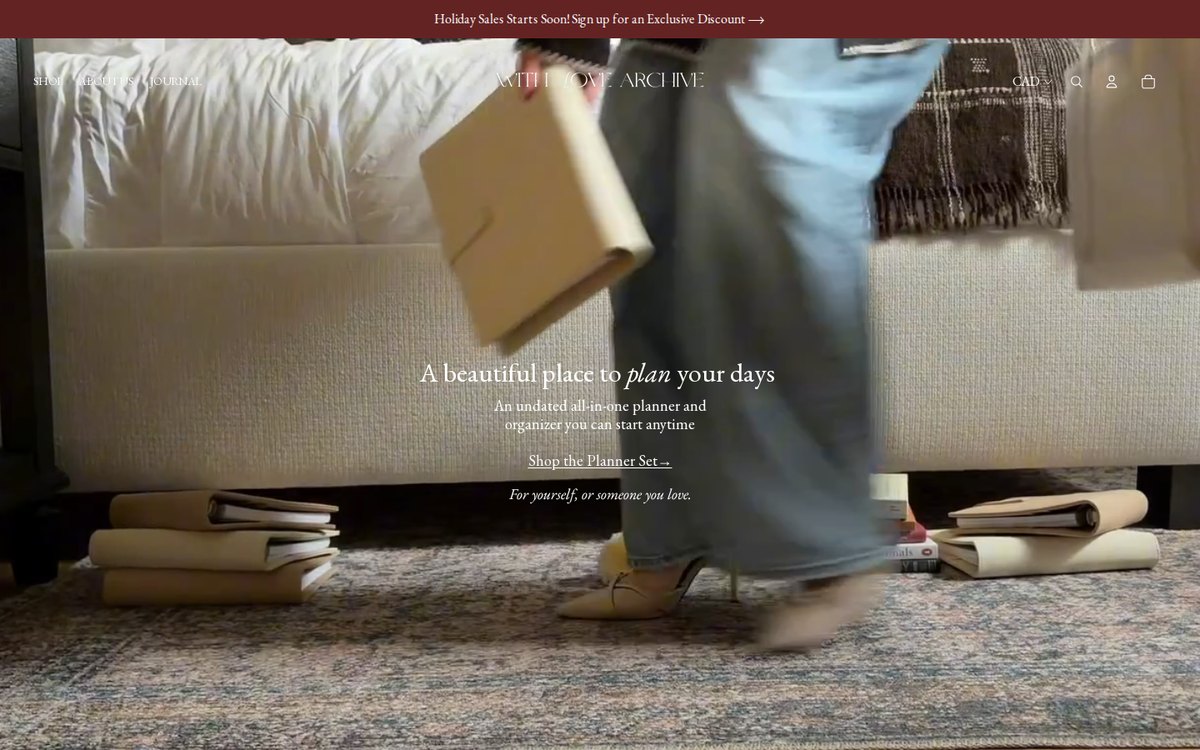 Holiday Sales Starts Soon! Sign up for an Exclusive Discount ⟶
SHOP ABOUT US JOURNAL
WITH LOVE ARCHIVE
CAD
A beautiful place to plan your days
An undated all-in-one planner and
organizer you can start anytime
Shop the Planner Set→
For yourself, or someone you love.